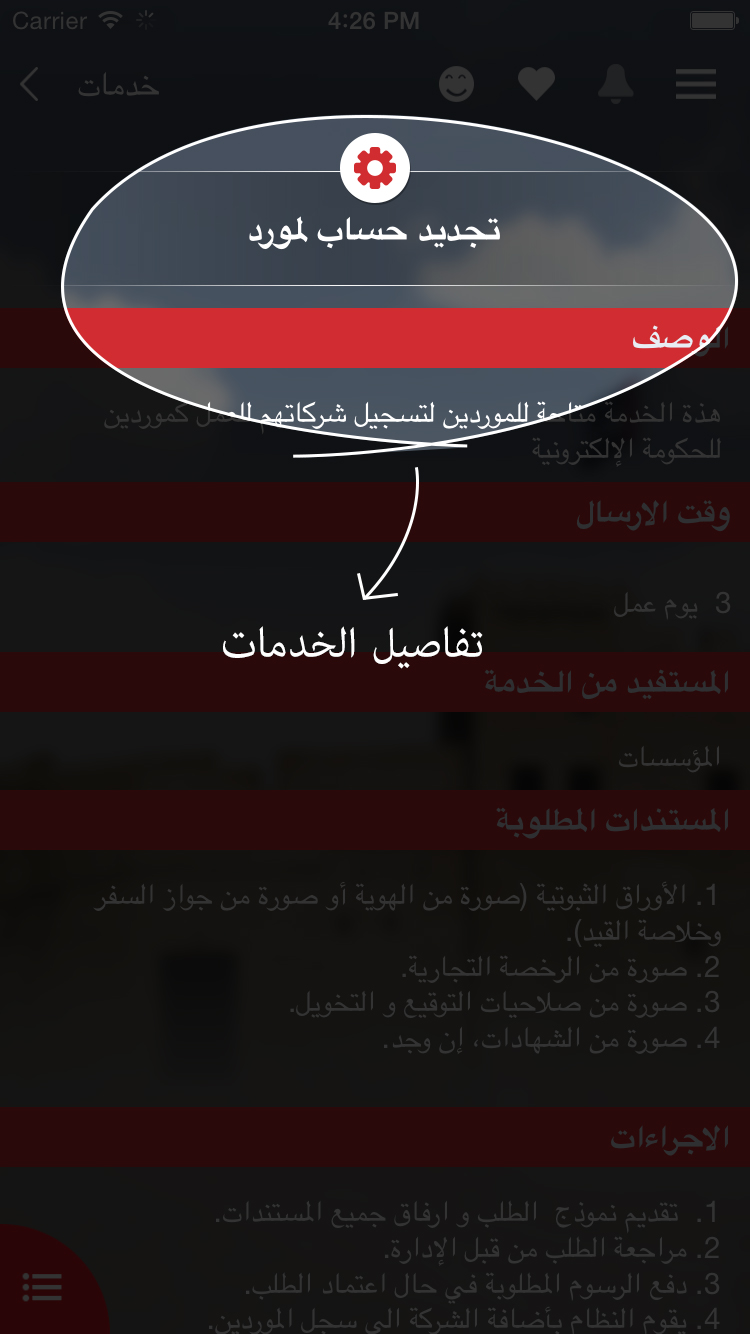 Carrier 4:26 PM
خدمات
تجديد حساب لمورد
الوصف
هذة الخدمة متاحة للموردين لتسجيل شركاتهم للعمل كموردين
للحكومة الإلكترونية
وقت الارسال
3 يوم عمل
تفاصيل الخدمات
المستفيد من الخدمة
المؤسسات
المستندات المطلوبة
1. الأوراق الثبوتية (صورة من الهوية أو صورة من جواز السفر
وخلاصة القيد).
2. صورة من الرخصة التجارية.
3. صورة من صلاحيات التوقيع و التخويل.
4. صورة من الشهادات، إن وجد.
الاجراءات
1. تقديم نموذج الطلب و ارفاق جميع المستندات.
2. مراجعة الطلب من قبل الإدارة.
3. دفع الرسوم المطلوبة في حال اعتماد الطلب.
4. يقوم النظام بأضافة الشركة الى سجل الموردين.